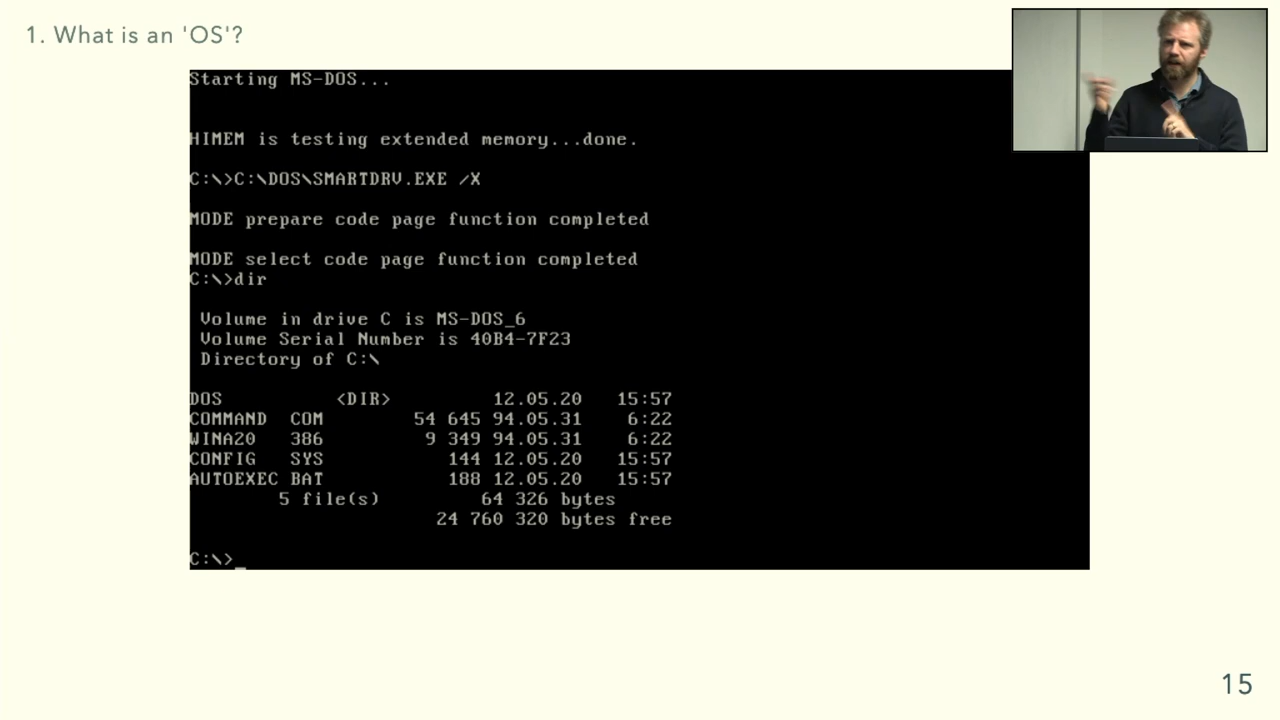 1. What is an 'OS'?
Starting MS-DOS...
HIMEM is testing extended memory...done.
C:\>C:\DOS\SMARTDRV.EXE /X
MODE prepare code page function completed
MODE select code page function completed
C:\>dir
Volume in drive C is MS-DOS_6
Volume Serial Number is 40B4-7F23
Directory of C:\
DOS <DIR> 12.05.20 15:57
COMMAND COM 54 645 94.05.31 6:22
WINA20 386 9 349 94.05.31 6:22
CONFIG SYS 144 12.05.20 15:57
AUTOEXEC BAT 188 12.05.20 15:57
5 file(s) 64 326 bytes
24 760 320 bytes free
C:\>_
15